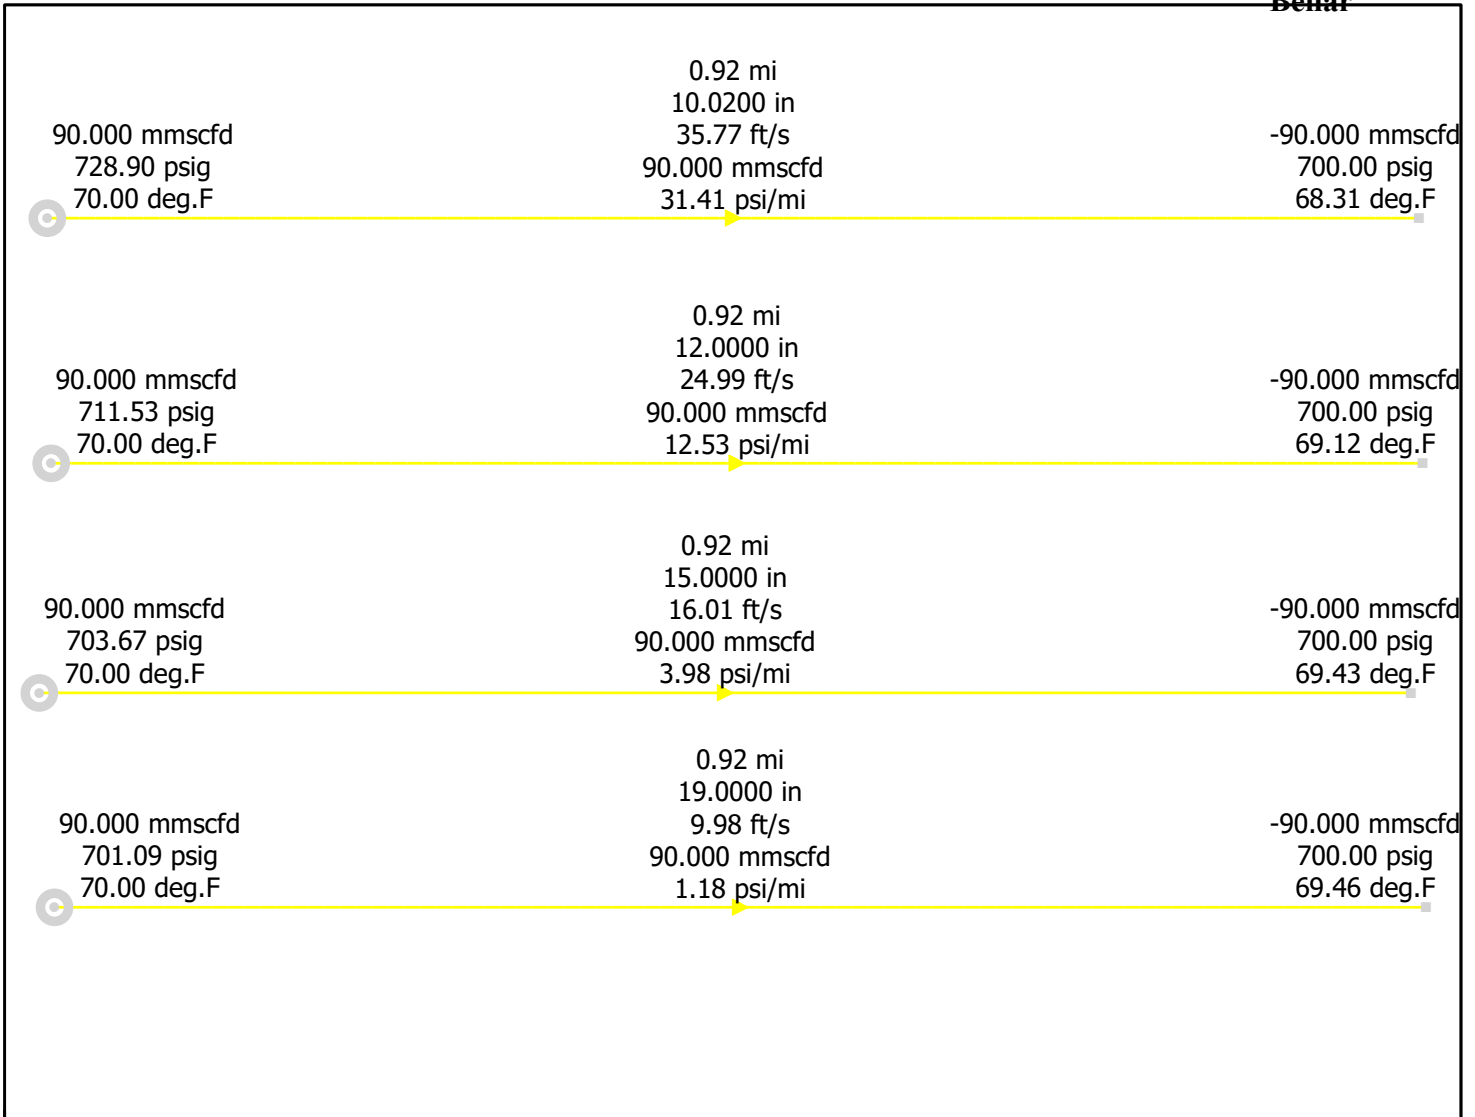 0.92 mi
10.0200 in
90.000 mmscfd 35.77 ft/s -90.000 mmscfd
728.90 psig 90.000 mmscfd 700.00 psig
70.00 deg.F 31.41 psi/mi 68.31 deg.F
0.92 mi
12.0000 in
90.000 mmscfd 24.99 ft/s -90.000 mmscfd
711.53 psig 90.000 mmscfd 700.00 psig
70.00 deg.F 12.53 psi/mi 69.12 deg.F
0.92 mi
15.0000 in
90.000 mmscfd 16.01 ft/s -90.000 mmscfd
703.67 psig 90.000 mmscfd 700.00 psig
70.00 deg.F 3.98 psi/mi 69.43 deg.F
0.92 mi
19.0000 in
90.000 mmscfd 9.98 ft/s -90.000 mmscfd
701.09 psig 90.000 mmscfd 700.00 psig
70.00 deg.F 1.18 psi/mi 69.46 deg.F